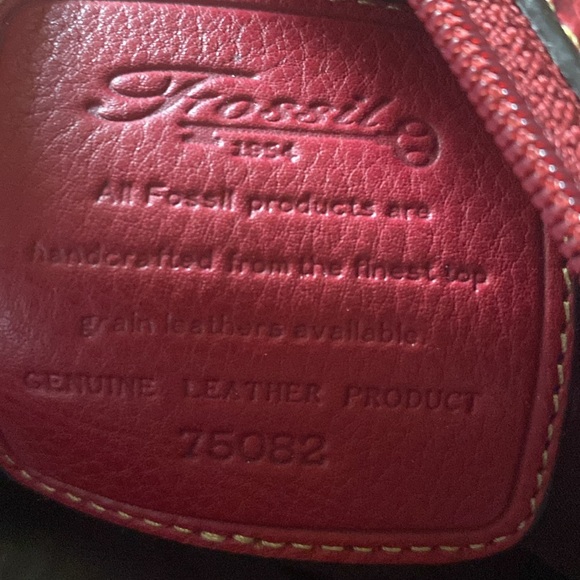 Fossil
1954
All Fossil products are
handcrafted from the finest top
grain leathers available.
GENUINE LEATHER PRODUCT
75082